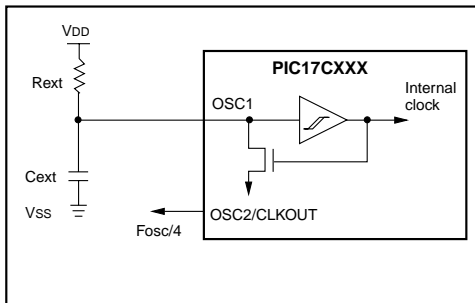 VDD
Rext
PIC17CXXX
Internal
clock
OSC1
Cext
VSS
OSC2/CLKOUT
Fosc/4